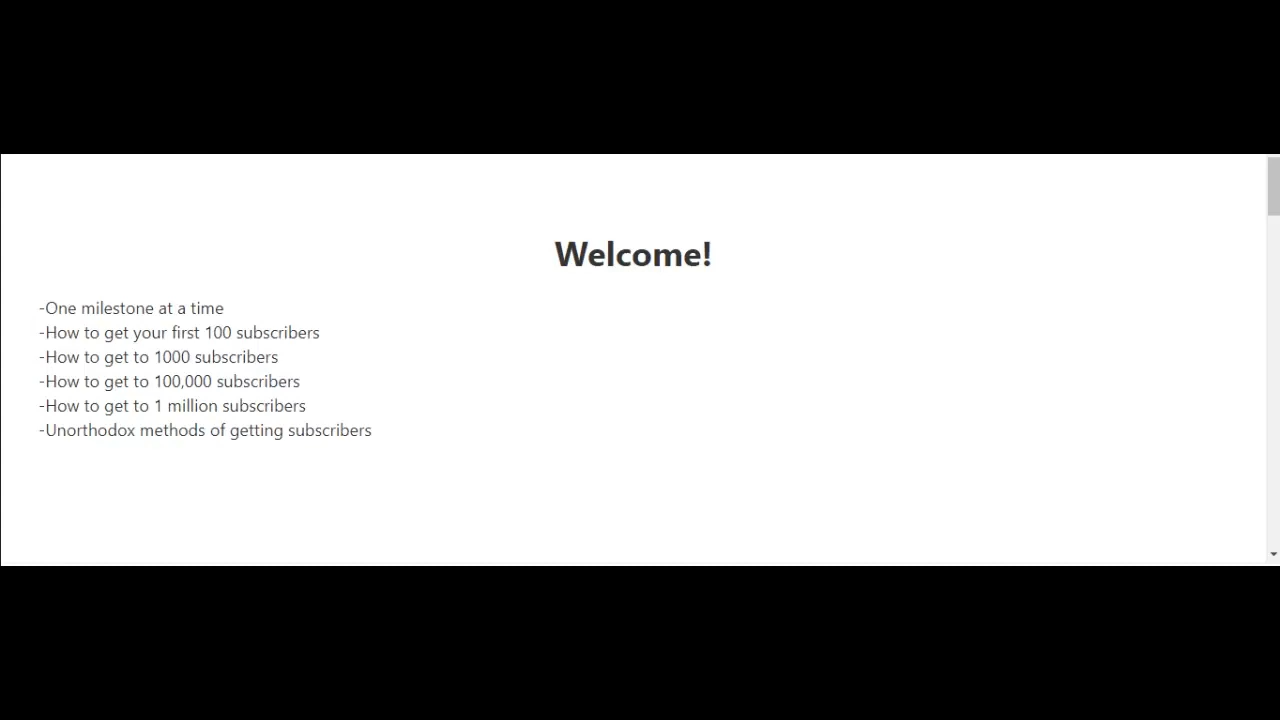 Welcome!
-One milestone at a time
-How to get your first 100 subscribers
-How to get to 1000 subscribers
-How to get to 100,000 subscribers
-How to get to 1 million subscribers
-Unorthodox methods of getting subscribers